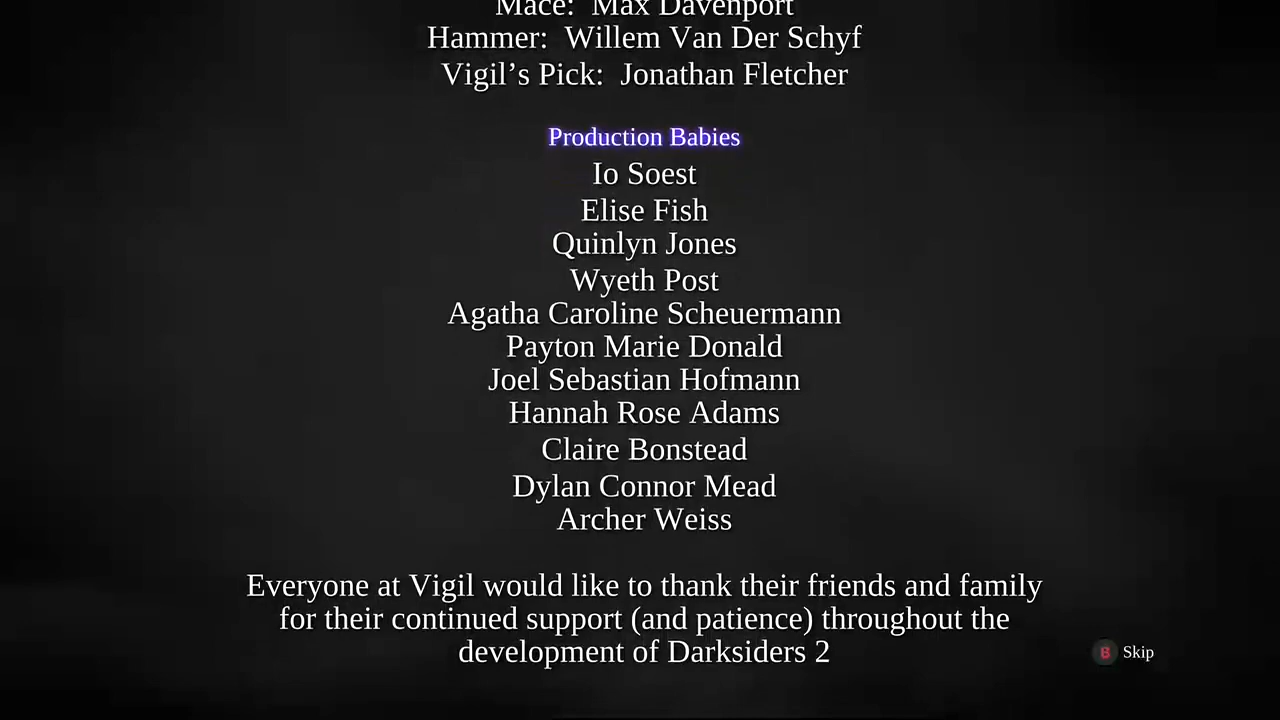 Mace:  Max Davenport
Hammer:  Willem Van Der Schyf
Vigil’s Pick:  Jonathan Fletcher
Production Babies
Io Soest
Elise Fish
Quinlyn Jones
Wyeth Post
Agatha Caroline Scheuermann
Payton Marie Donald
Joel Sebastian Hofmann
Hannah Rose Adams
Claire Bonstead
Dylan Connor Mead
Archer Weiss
Everyone at Vigil would like to thank their friends and family
for their continued support (and patience) throughout the
development of Darksiders 2
B Skip